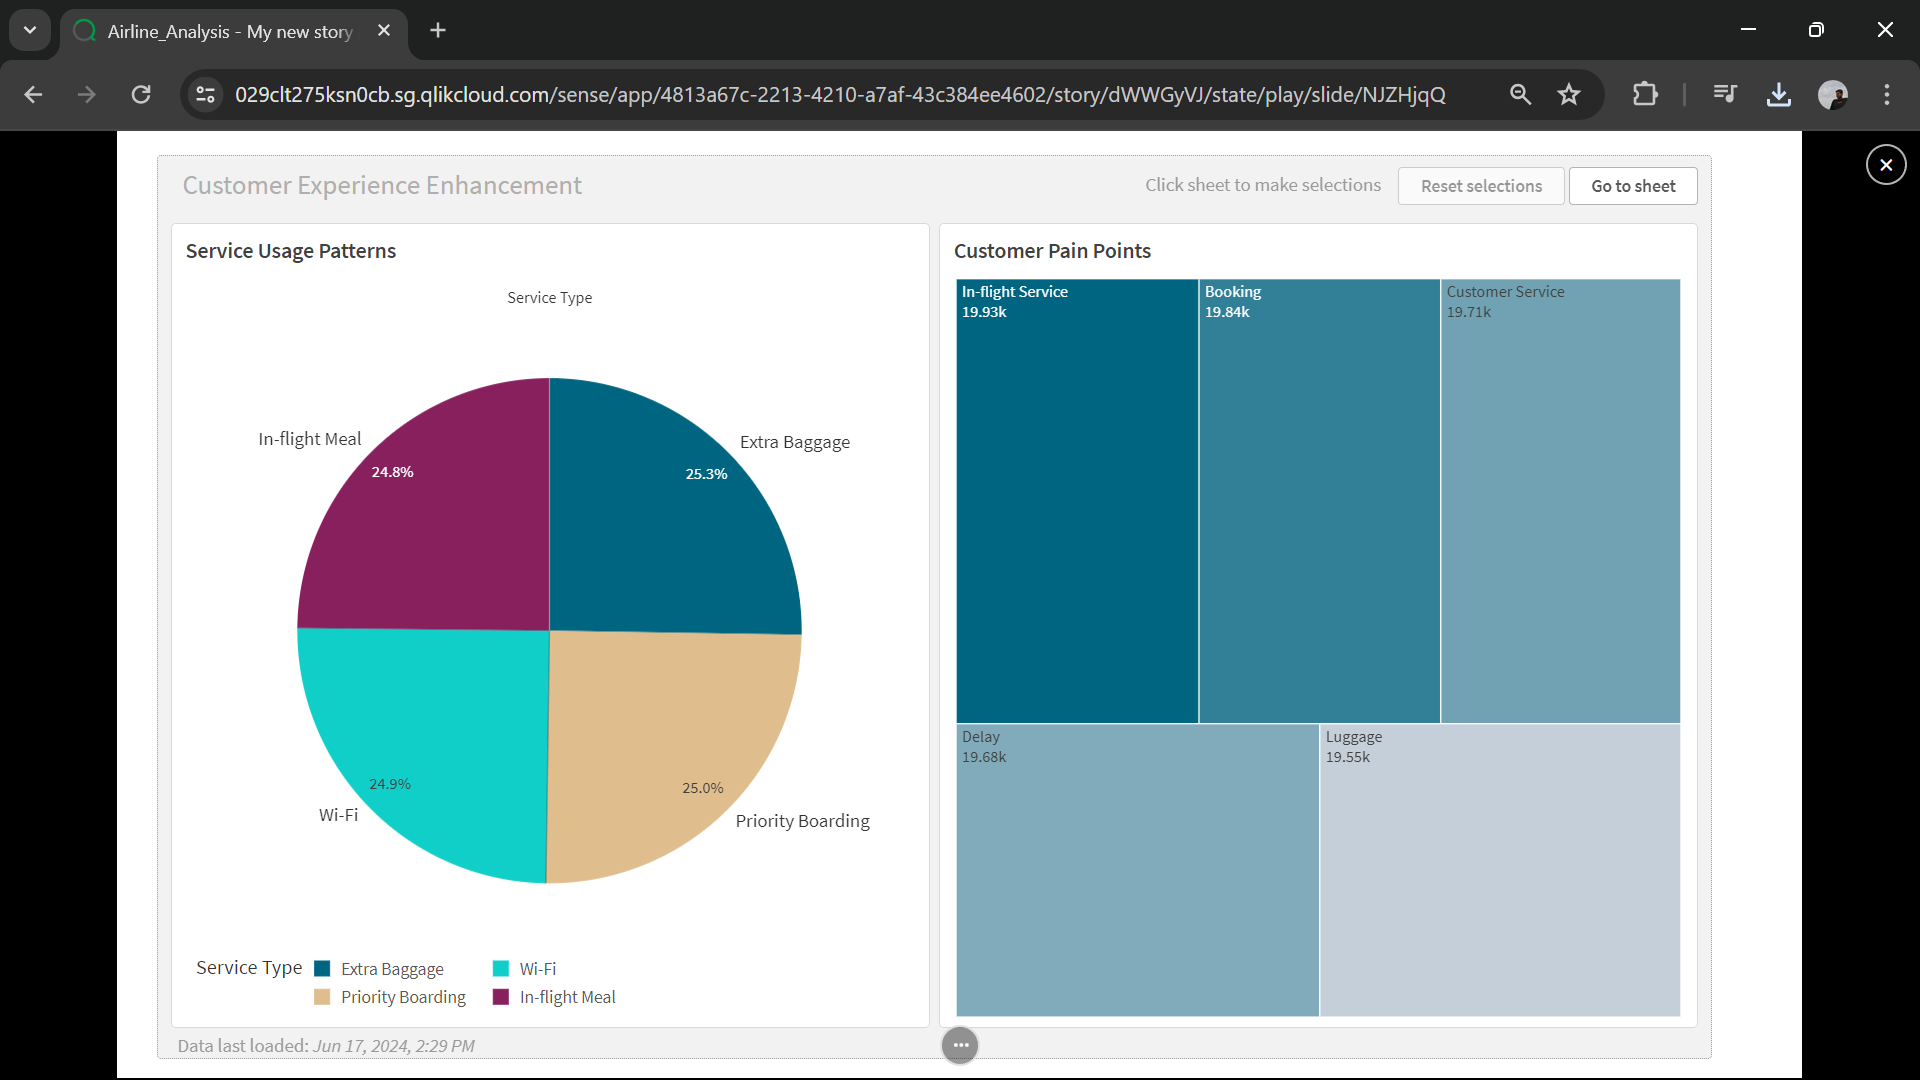 Airline_Analysis - My new story
029clt275ksn0cb.sg.qlikcloud.com/sense/app/4813a67c-2213-4210-a7af-43c384ee4602/story/dWWGyVJ/state/play/slide/NJZHjqQ
Customer Experience Enhancement
Click sheet to make selections
Reset selections
Go to sheet
Service Usage Patterns
Service Type
In-flight Meal
24.8%
Extra Baggage
25.3%
24.9%
Wi-Fi
25.0%
Priority Boarding
Service Type
Extra Baggage
Wi-Fi
Priority Boarding
In-flight Meal
Customer Pain Points
In-flight Service
19.93k
Booking
19.84k
Customer Service
19.71k
Delay
19.68k
Luggage
19.55k
Data last loaded: Jun 17, 2024, 2:29 PM